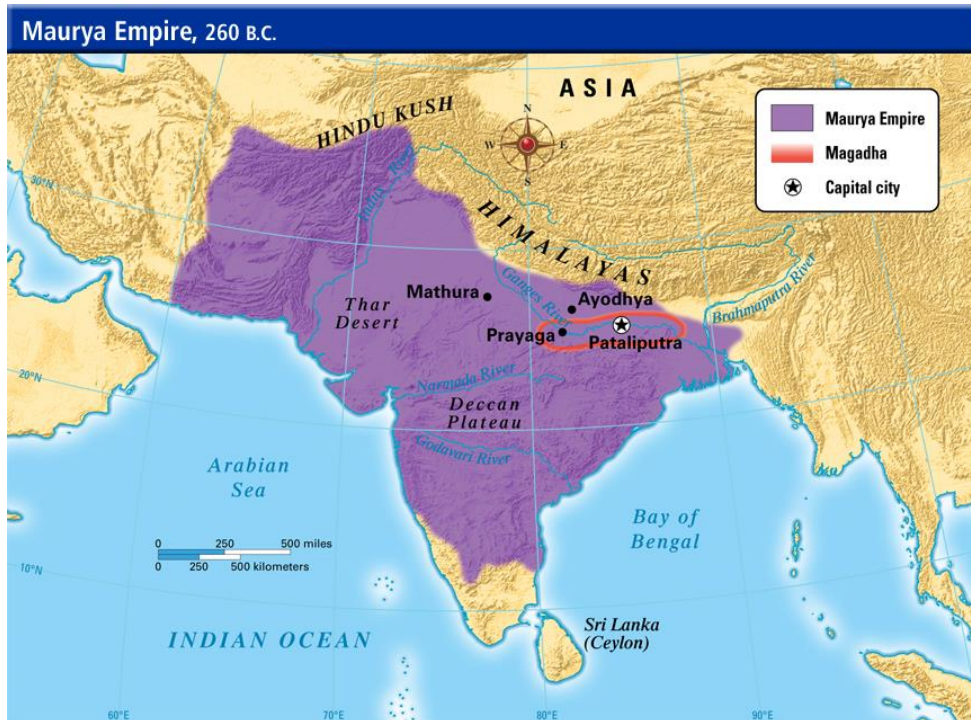 Maurya Empire, 260 B.C.
ASIA
Maurya Empire
Magadha
Capital city
N
W E
S
HINDU KUSH
Indus River
30°N
HIMALAYAS
Ganges River
Brahmaputra River
Mathura
Ayodhya
Thar
Desert
Prayaga
Pataliputra
20°N
Narmada River
Deccan
Plateau
Godavari River
Arabian
Sea
Bay of
Bengal
0 250 500 miles
0 250 500 kilometers
10°N
INDIAN OCEAN
Sri Lanka
(Ceylon)
60°E 70°E 80°E 90°E